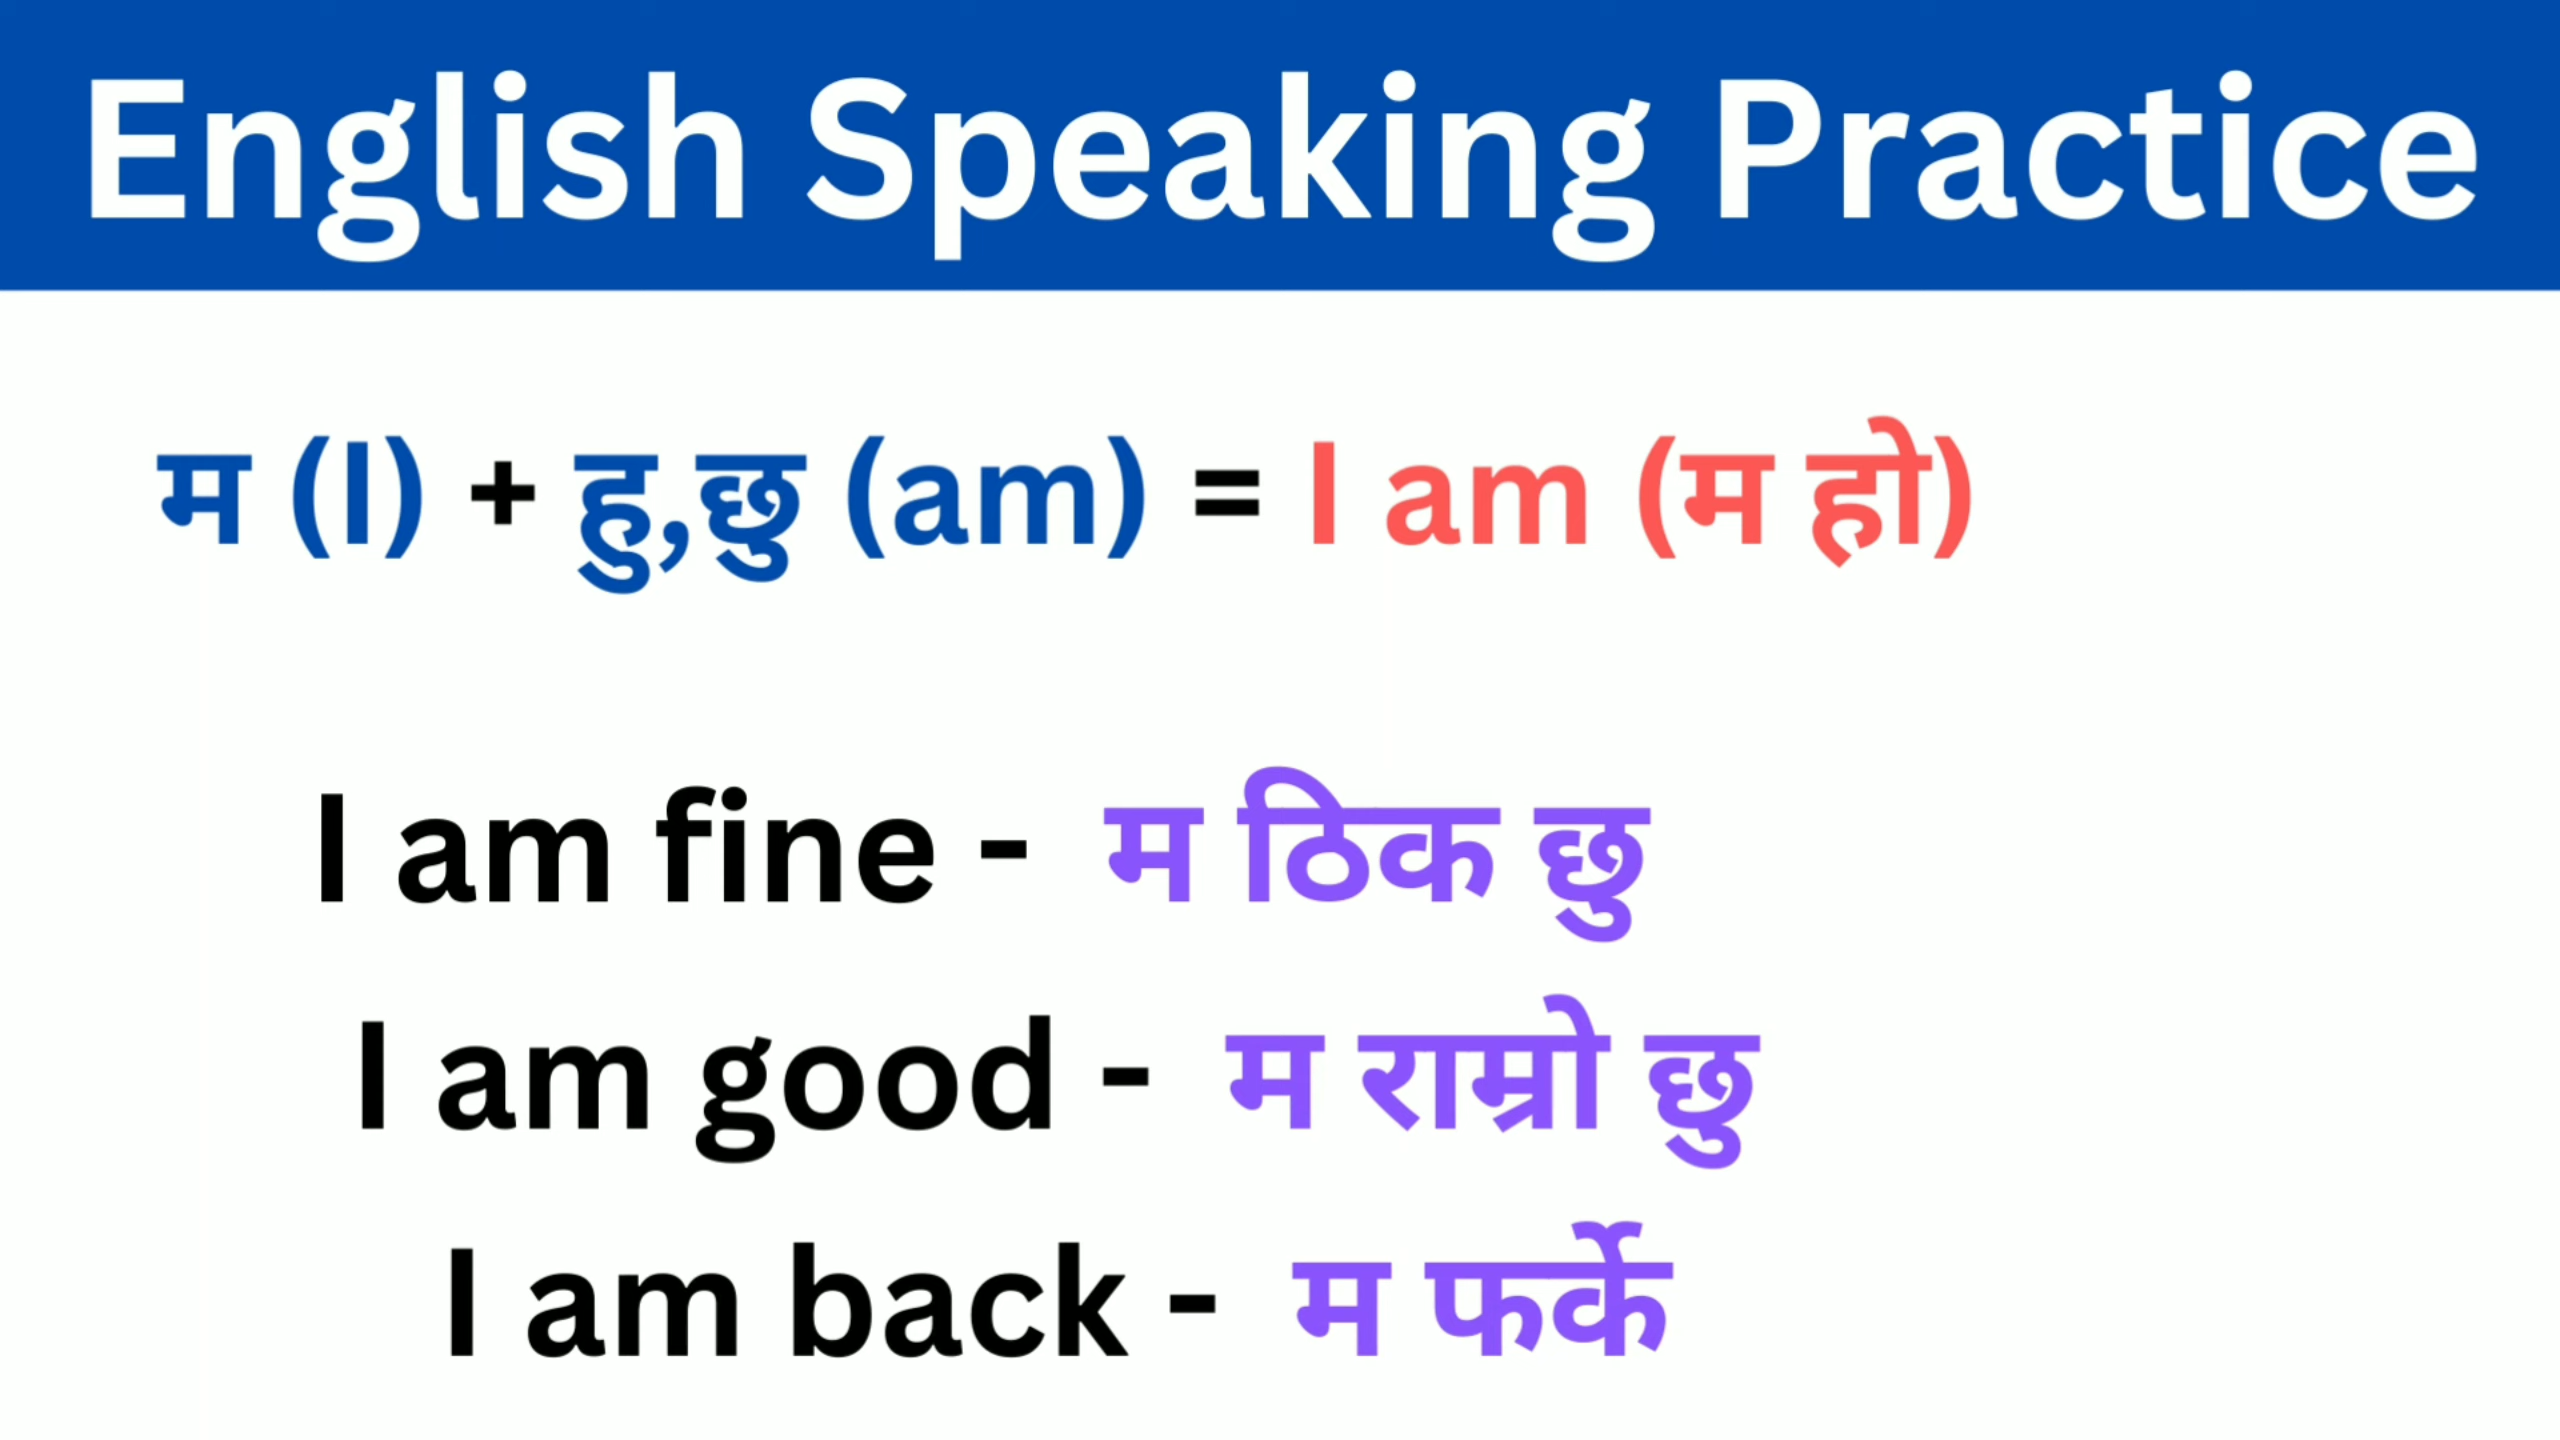 English Speaking Practice
म (I) + हु,छु (am) = I am (म हो)
I am fine - म ठिक छु
I am good - म राम्रो छु
I am back - म फर्के